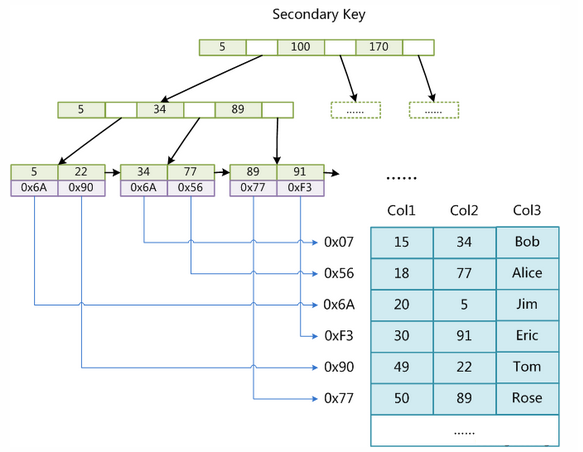 Secondary Key
5 100 170
5 34 89
...... ......
5 22 34 77 89 91
0x6A 0x90 0x6A 0x56 0x77 0xF3
......
Col1 Col2 Col3
0x07 15 34 Bob
0x56 18 77 Alice
0x6A 20 5 Jim
0xF3 30 91 Eric
0x90 49 22 Tom
0x77 50 89 Rose
......